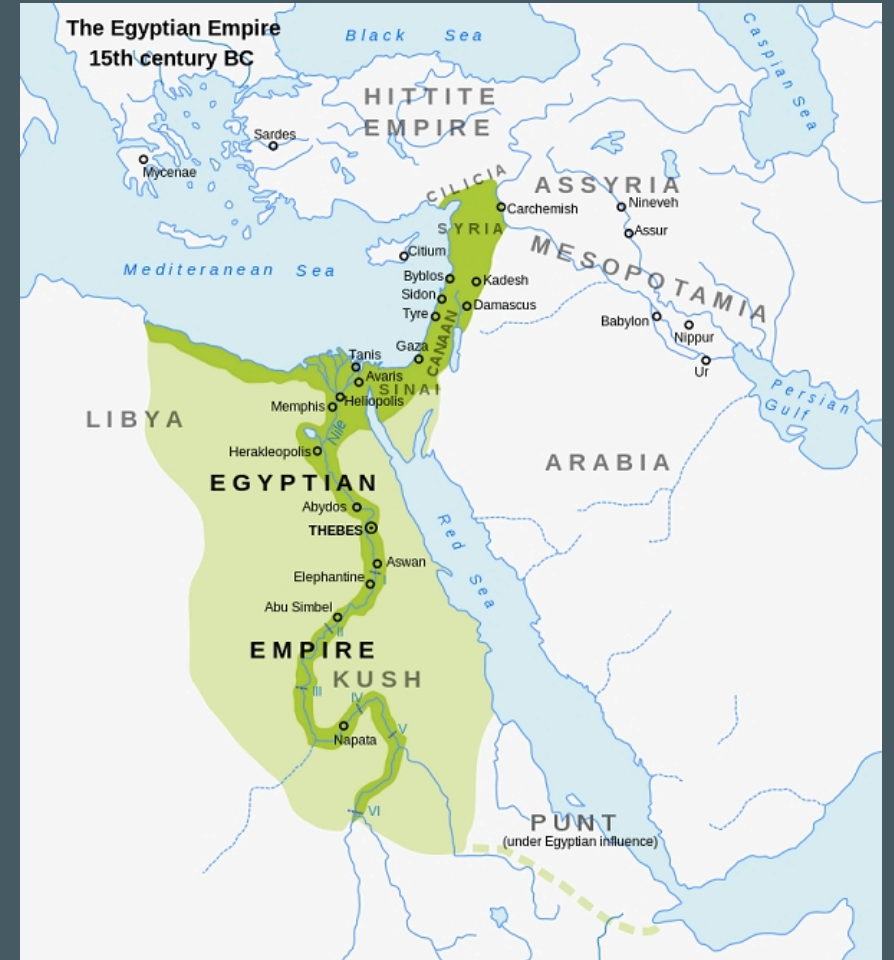 The Egyptian Empire
15th century BC
Black Sea
Caspian Sea
HITTITE
EMPIRE
Sardes
Mycenae
CILICIA
ASSYRIA
Carchemish
Nineveh
SYRIA
Assur
MESOPOTAMIA
Citium
Mediteranean Sea
Byblos
Kadesh
Sidon
Damascus
Tyre
CANAAN
Babylon
Nippur
Gaza
Tanis
Ur
Avaris
SINAI
Persian
Gulf
Heliopolis
Memphis
LIBYA
Nile
Herakleopolis
ARABIA
EGYPTIAN
Abydos
THEBES
Red Sea
Aswan
Elephantine
I
Abu Simbel
II
EMPIRE
KUSH
III
IV
V
Napata
VI
PUNT
(under Egyptian influence)